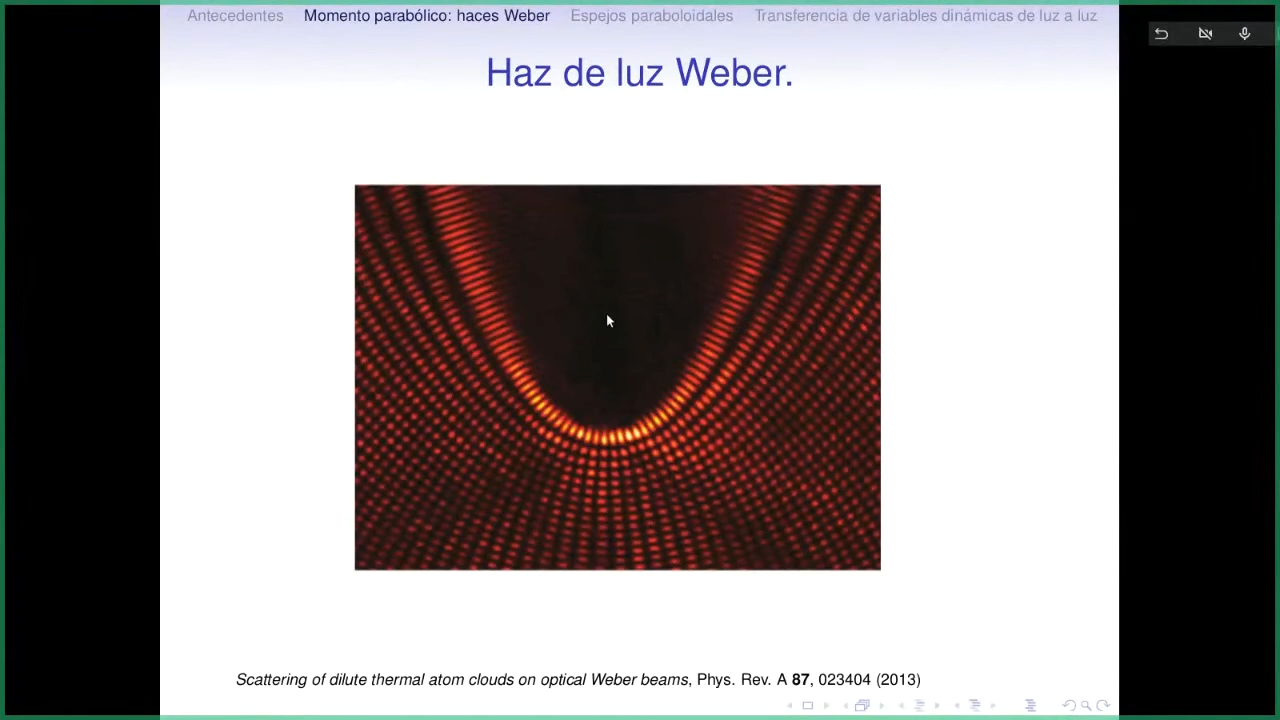 Antecedentes Momento parabólico: haces Weber Espejos paraboloidales Transferencia de variables dinámicas de luz a luz
Haz de luz Weber.
Scattering of dilute thermal atom clouds on optical Weber beams, Phys. Rev. A 87, 023404 (2013)